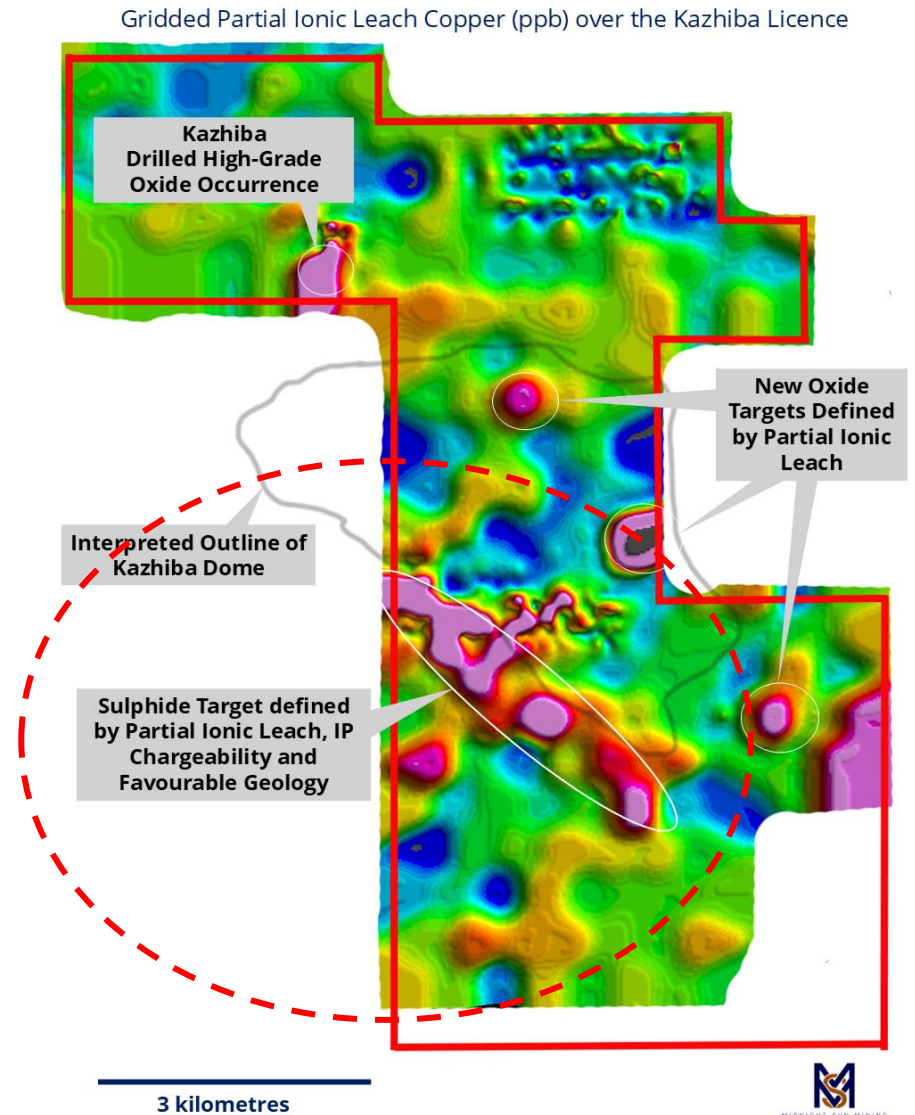 Gridded Partial Ionic Leach Copper (ppb) over the Kazhiba Licence
Kazhiba
Drilled High-Grade
Oxide Occurrence
New Oxide
Targets Defined
by Partial Ionic
Leach
Interpreted Outline of
Kazhiba Dome
Sulphide Target defined
by Partial Ionic Leach, IP
Chargeability and
Favourable Geology
3 kilometres